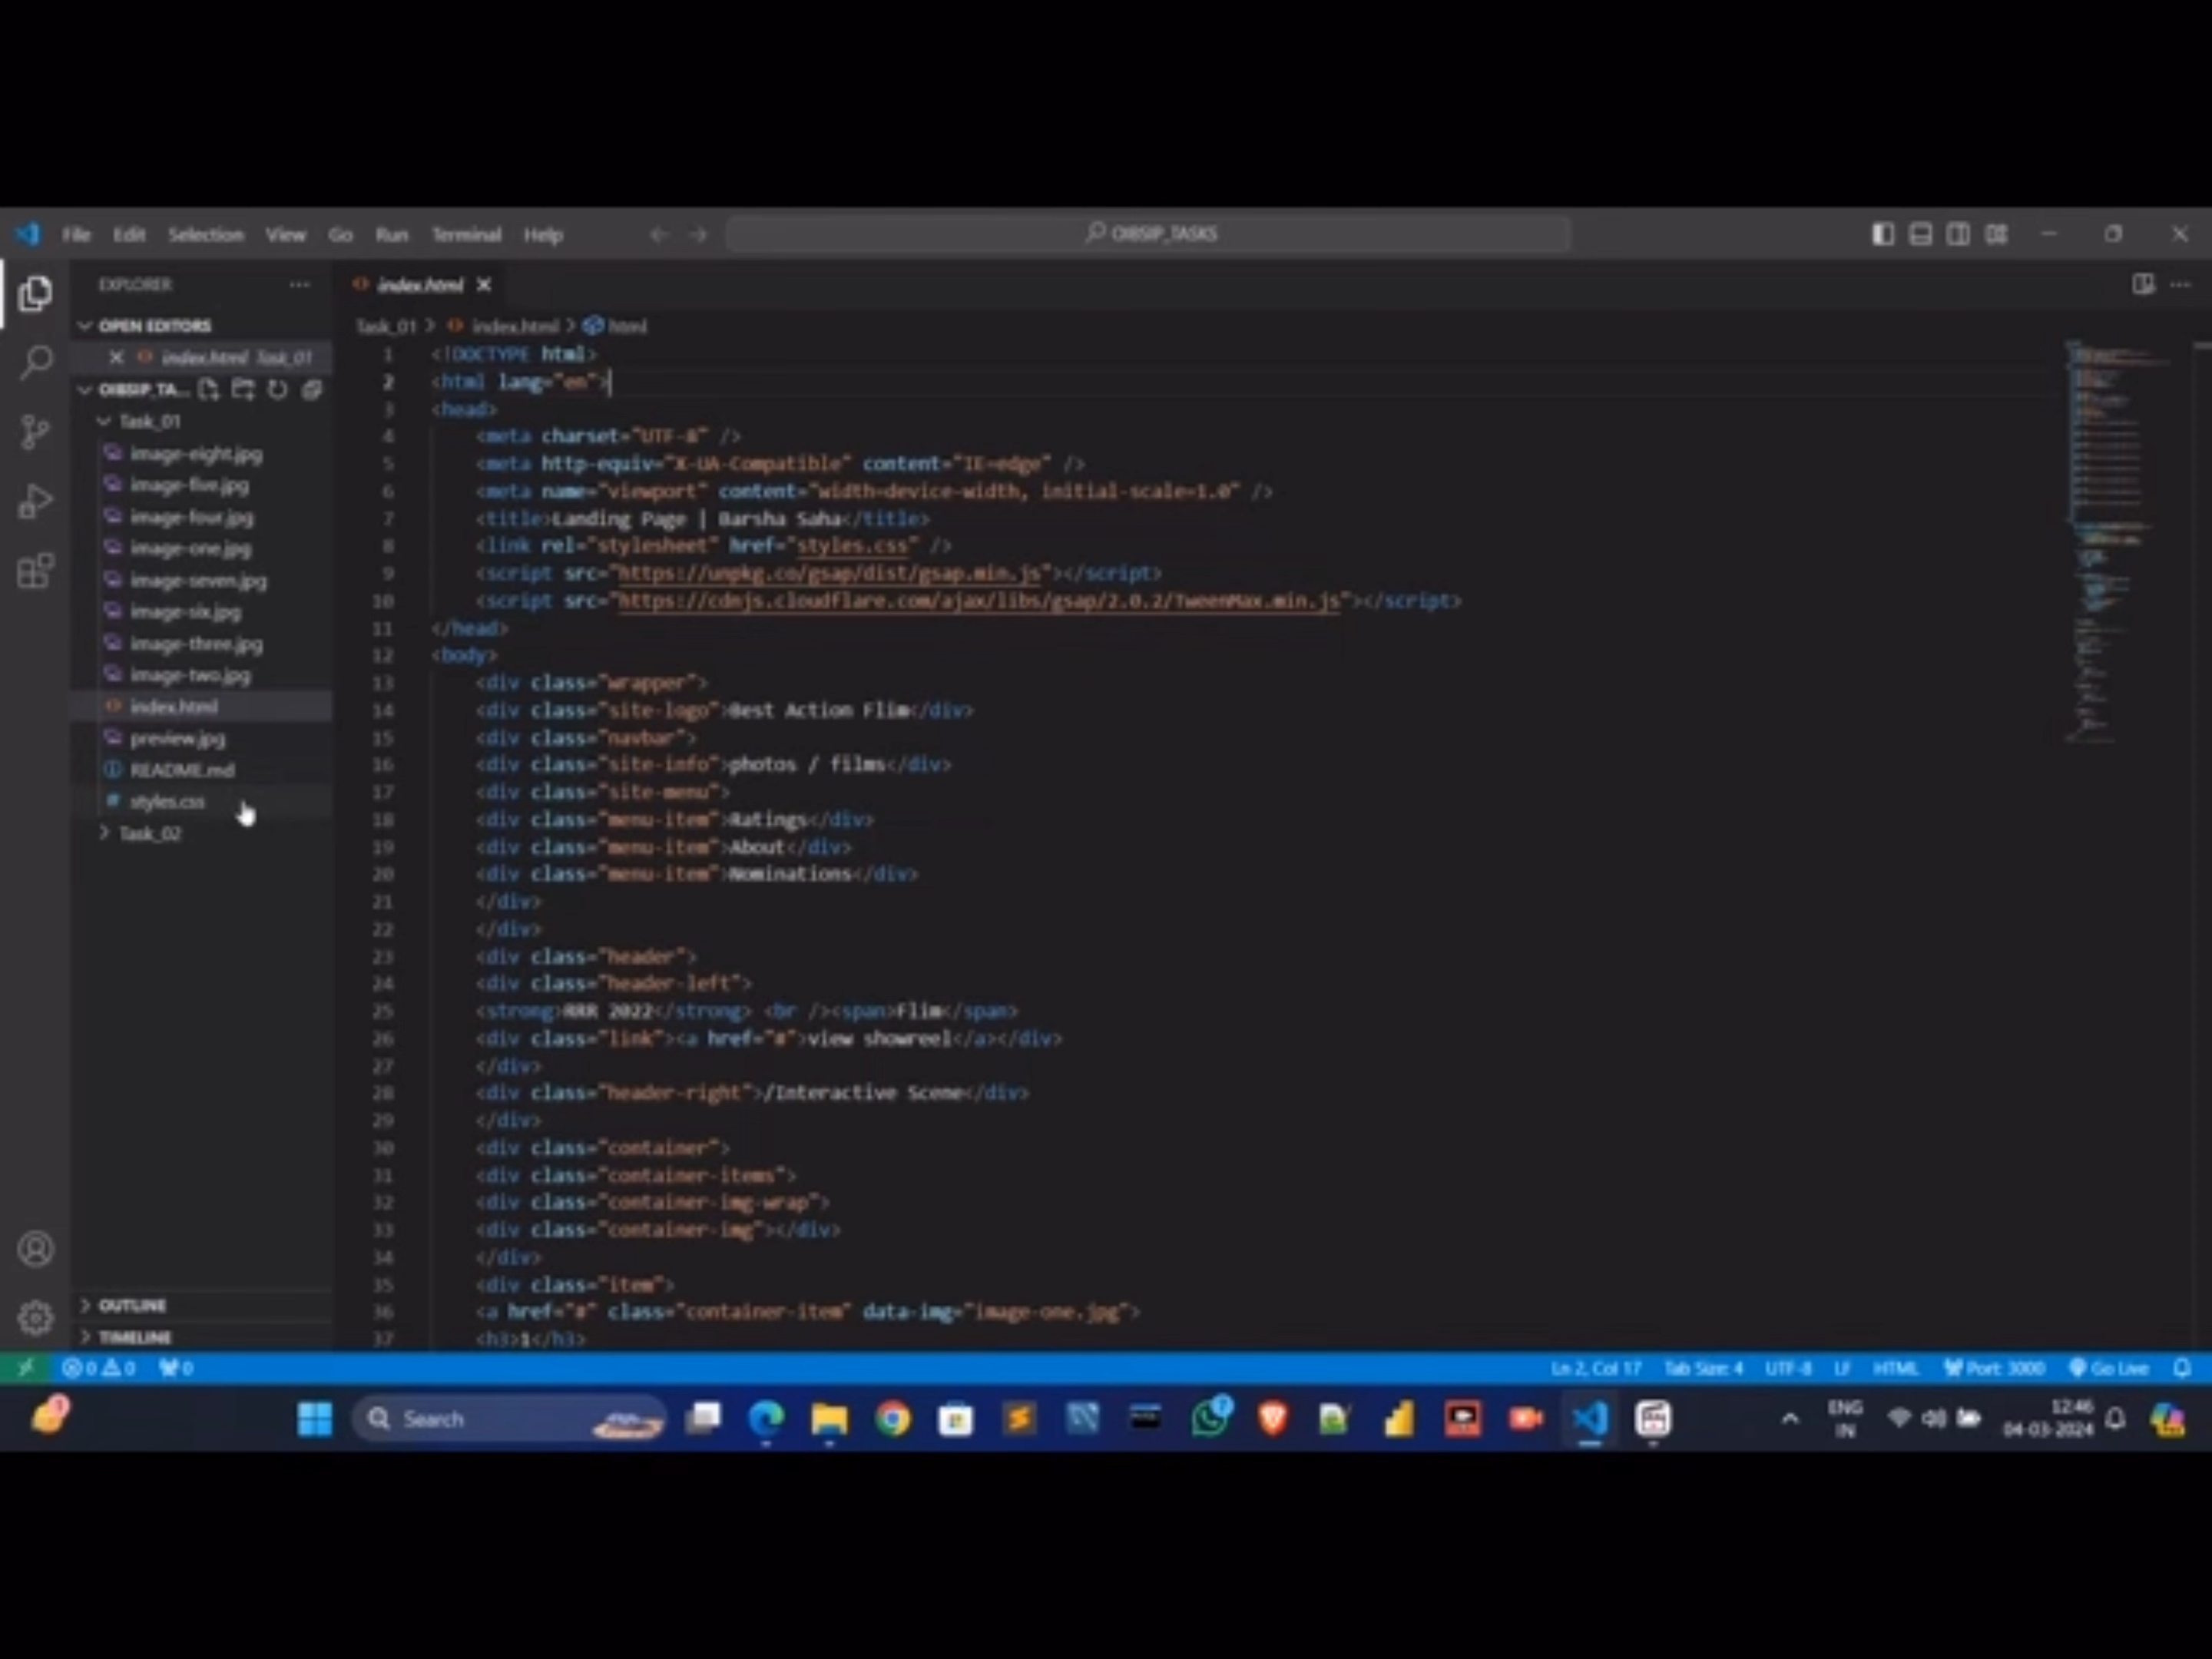 File Edit Selection View Go Run Terminal Help
OIBSIP_TASKS
EXPLORER
OPEN EDITORS
index.html Task_01
OIBSIP_TA...
Task_01
image-eight.jpg
image-five.jpg
image-four.jpg
image-one.jpg
image-seven.jpg
image-six.jpg
image-three.jpg
image-two.jpg
index.html
preview.jpg
README.md
styles.css
Task_02
OUTLINE
TIMELINE
index.html
Task_01 > index.html > html
1 <!DOCTYPE html>
2 <html lang="en">
3 <head>
4 <meta charset="UTF-8" />
5 <meta http-equiv="X-UA-Compatible" content="IE=edge" />
6 <meta name="viewport" content="width=device-width, initial-scale=1.0" />
7 <title>Landing Page | Barsha Saha</title>
8 <link rel="stylesheet" href="styles.css" />
9 <script src="https://unpkg.co/gsap/dist/gsap.min.js"></script>
10 <script src="https://cdnjs.cloudflare.com/ajax/libs/gsap/2.0.2/TweenMax.min.js"></script>
11 </head>
12 <body>
13 <div class="wrapper">
14 <div class="site-logo">Best Action Flim</div>
15 <div class="navbar">
16 <div class="site-info">photos / films</div>
17 <div class="site-menu">
18 <div class="menu-item">Ratings</div>
19 <div class="menu-item">About</div>
20 <div class="menu-item">Nominations</div>
21 </div>
22 </div>
23 <div class="header">
24 <div class="header-left">
25 <strong>RRR 2022</strong> <br /><span>Flim</span>
26 <div class="link"><a href="#">view showreel</a></div>
27 </div>
28 <div class="header-right">/Interactive Scene</div>
29 </div>
30 <div class="container">
31 <div class="container-items">
32 <div class="container-img-wrap">
33 <div class="container-img"></div>
34 </div>
35 <div class="item">
36 <a href="#" class="container-item" data-img="image-one.jpg">
37 <h3>1</h3>
0 0 0 Ln 2, Col 17 Tab Size: 4 UTF-8 LF HTML Port: 3000 Go Live
Search
ENG
IN
12:46
04-03-2024